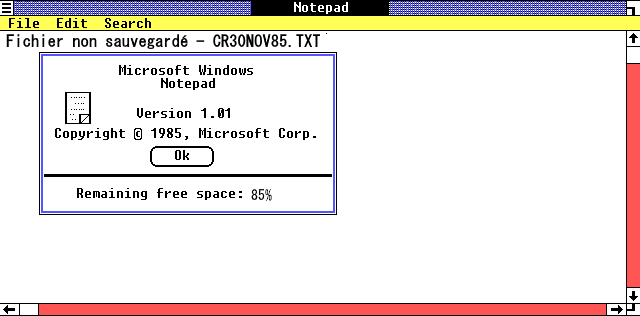 Notepad
File Edit Search
Fichier non sauvegardé - CR30NOV85.TXT
Microsoft Windows
Notepad
Version 1.01
Copyright © 1985, Microsoft Corp.
Ok
Remaining free space: 85%